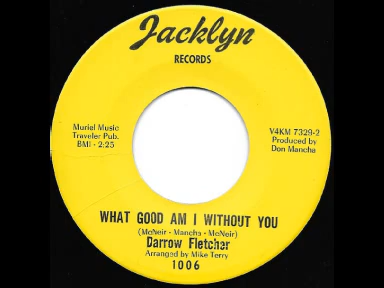 Jacklyn
RECORDS
Muriel Music
Traveler Pub.
BMI - 2:25
V4KM 7329-2
Produced by
Don Mancha
WHAT GOOD AM I WITHOUT YOU
(McNeir - Mancha - McNeir)
Darrow Fletcher
Arranged by Mike Terry
1006